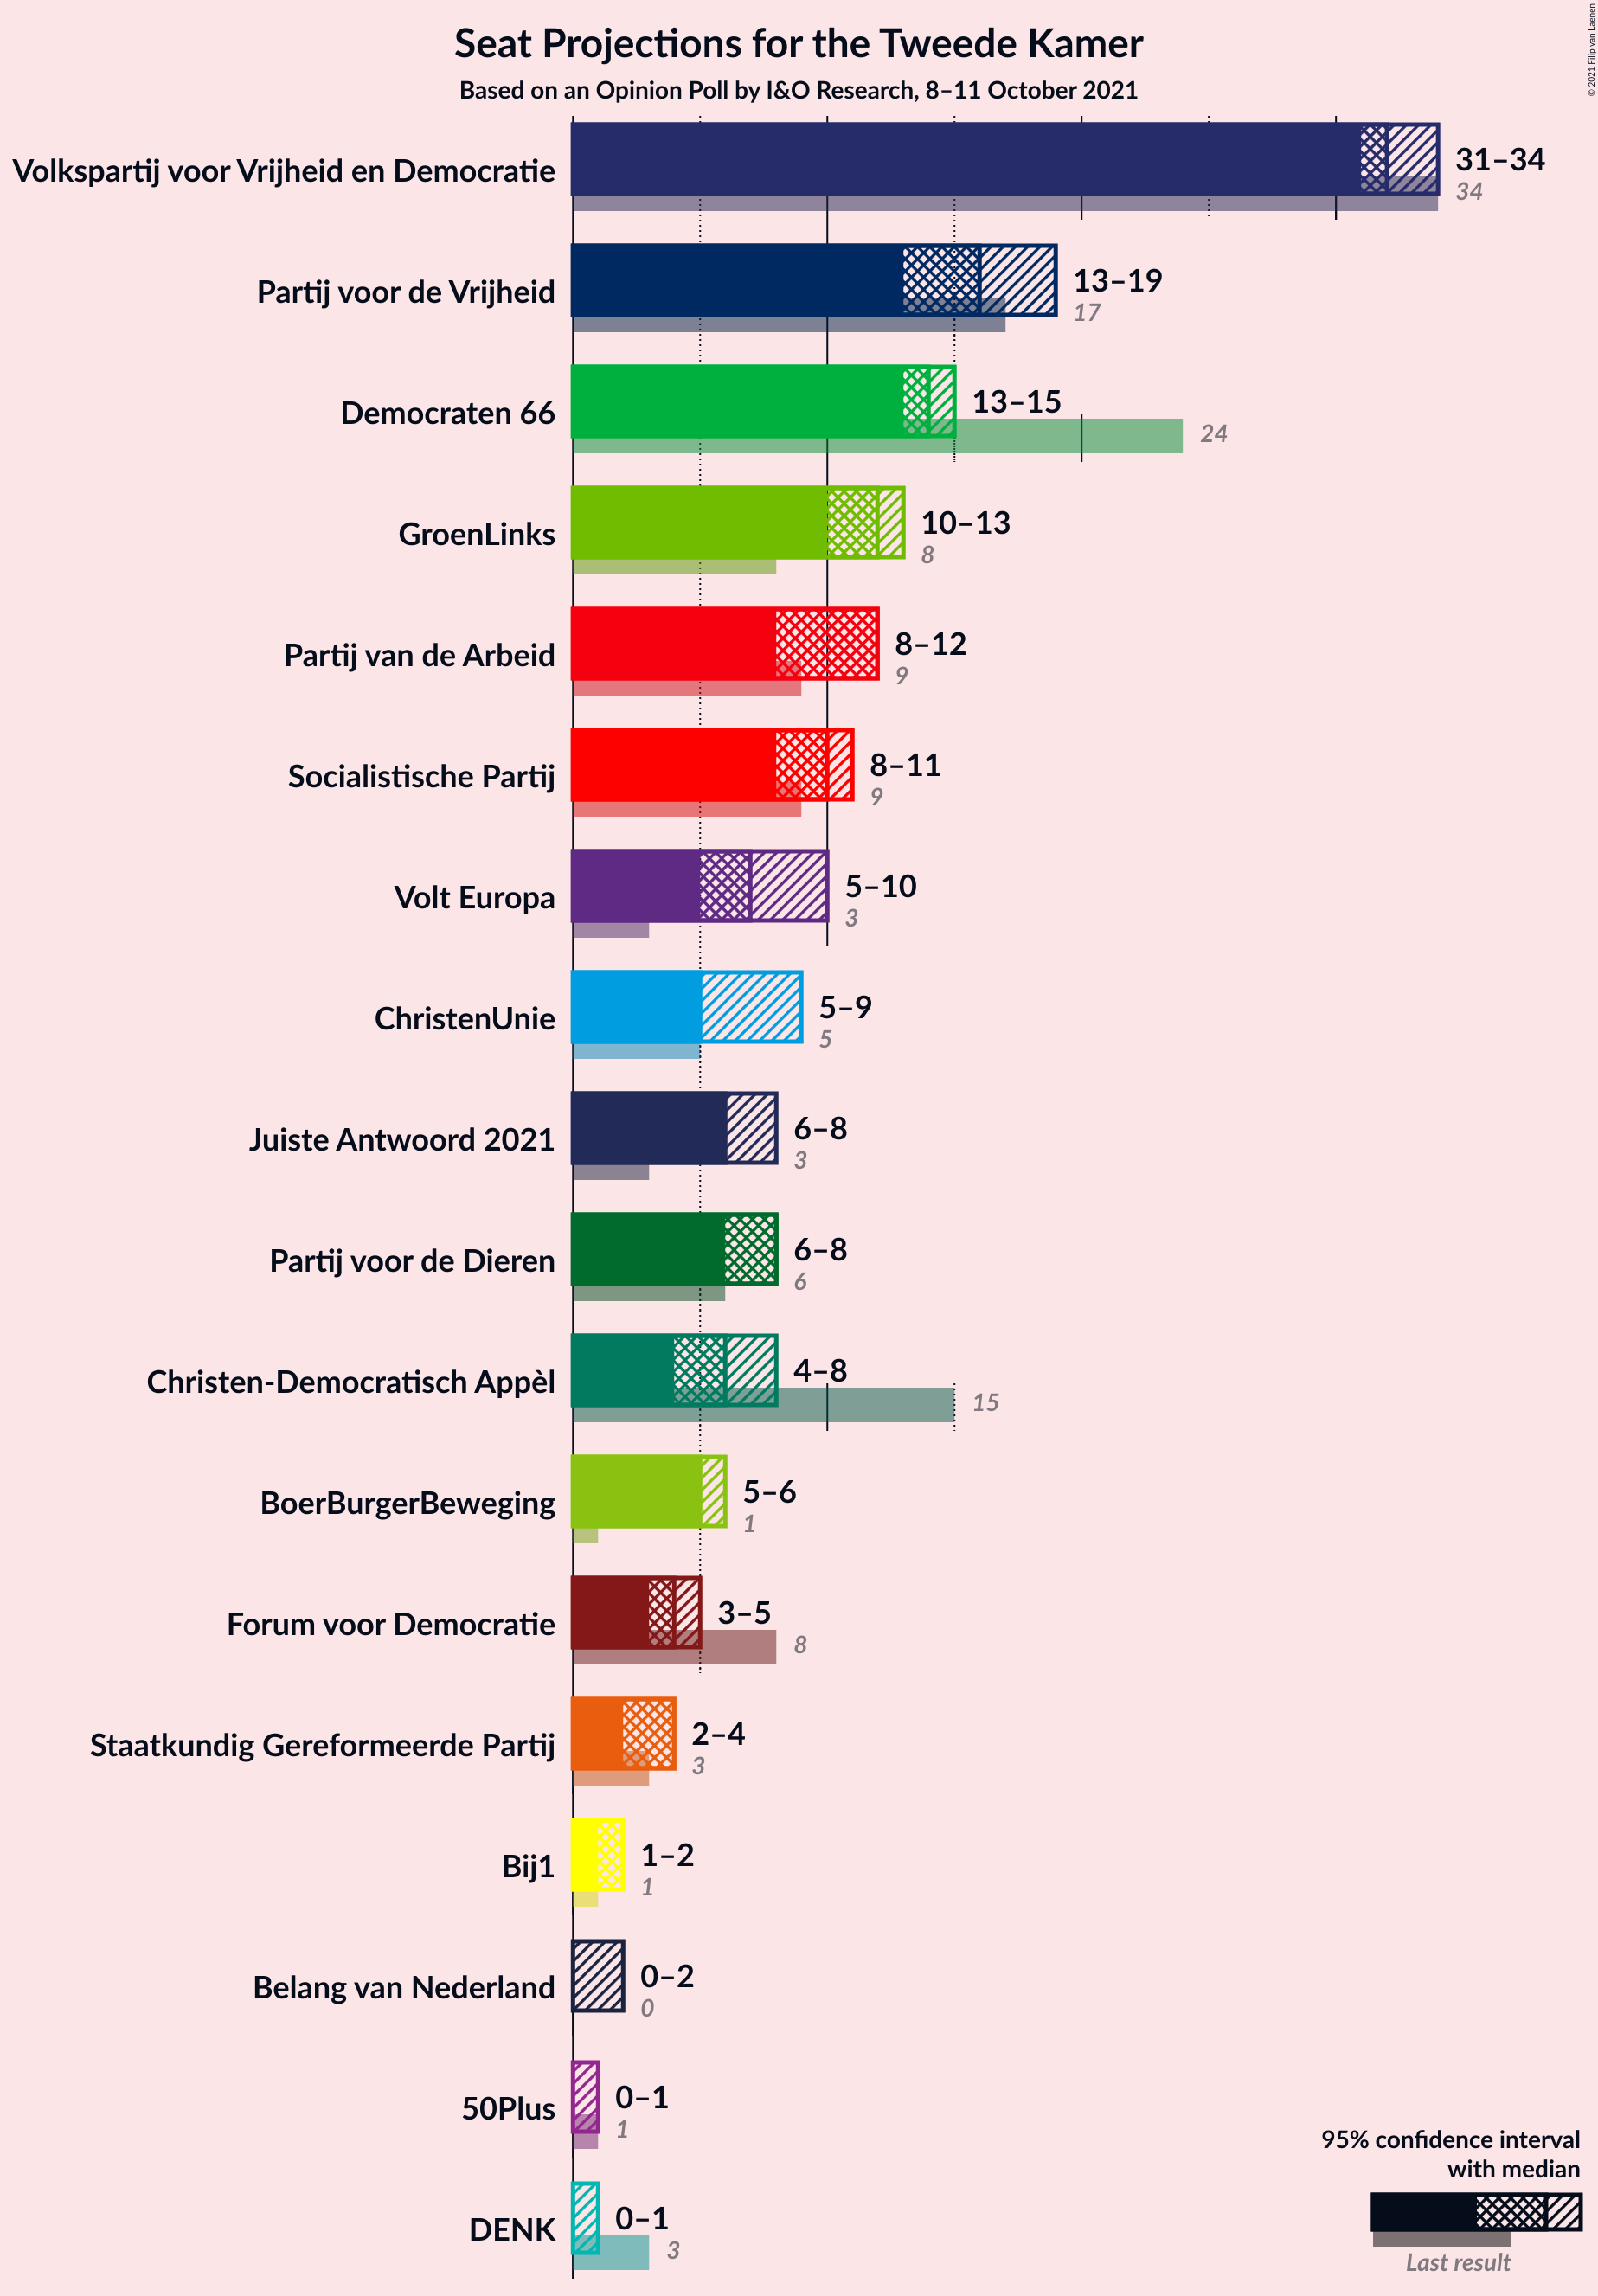 Seat Projections for the Tweede Kamer
Based on an Opinion Poll by I&O Research, 8–11 October 2021
© 2021 Filip van Laenen
Volkspartij voor Vrijheid en Democratie
31–34
34
Partij voor de Vrijheid
13–19
17
Democraten 66
13–15
24
GroenLinks
10–13
8
Partij van de Arbeid
8–12
9
Socialistische Partij
8–11
9
Volt Europa
5–10
3
ChristenUnie
5–9
5
Juiste Antwoord 2021
6–8
3
Partij voor de Dieren
6–8
6
Christen-Democratisch Appèl
4–8
15
BoerBurgerBeweging
5–6
1
Forum voor Democratie
3–5
8
Staatkundig Gereformeerde Partij
2–4
3
Bij1
1–2
1
Belang van Nederland
0–2
0
50Plus
0–1
1
DENK
0–1
3
95% confidence interval
with median
Last result